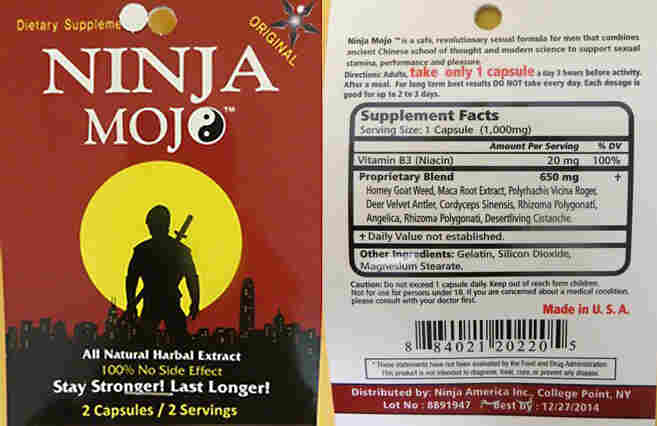 Dietary Suppleme
ORIGINAL
NINJA
MOJO™
All Natural Harbal Extract
100% No Side Effect
Stay Stronger! Last Longer!
2 Capsules / 2 Servings
Ninja Mojo ™ is a safe, revolutionary sexual formula for men that combines
ancient Chinese school of thought and modern science to support sexual
stamina, performance and pleasure
Directions: Adults, take only 1 capsule a day 3 hours before activity.
After a meal. For long term best results DO NOT take every day. Each dosage is
good for up to 2 to 3 days.
Supplement Facts
Serving Size: 1 Capsule (1,000mg)
Amount Per Serving % DV
Vitamin B3 (Niacin) 20 mg 100%
Proprietary Blend 650 mg +
Horney Goat Weed, Maca Root Extract, Polyrhachis Vicina Roger,
Deer Velvet Antler, Cordyceps Sinensis, Rhizoma Polygonati,
Angelica, Rhizoma Polygonati, Desertliving Cistanche.
+ Daily Value not established.
Other Ingredients: Gelatin, Silicon Dioxide,
Magnesium Stearate.
Caution: Do not exceed 1 capsule daily. Keep out of reach form children.
Not for use for persons under 18. If you are concerned about a medical condition,
please consult with your doctor first.
Made in U. S. A.
8 84021 20220 5
* These statements have not been evaluated by the Food and Drug Administration
This product is not intended to diagnose, treat, cure, or prevent any disease.
Distributed by: Ninja America Inc., College Point, NY
Lot No : 8B91947 Best by : 12/27/2014